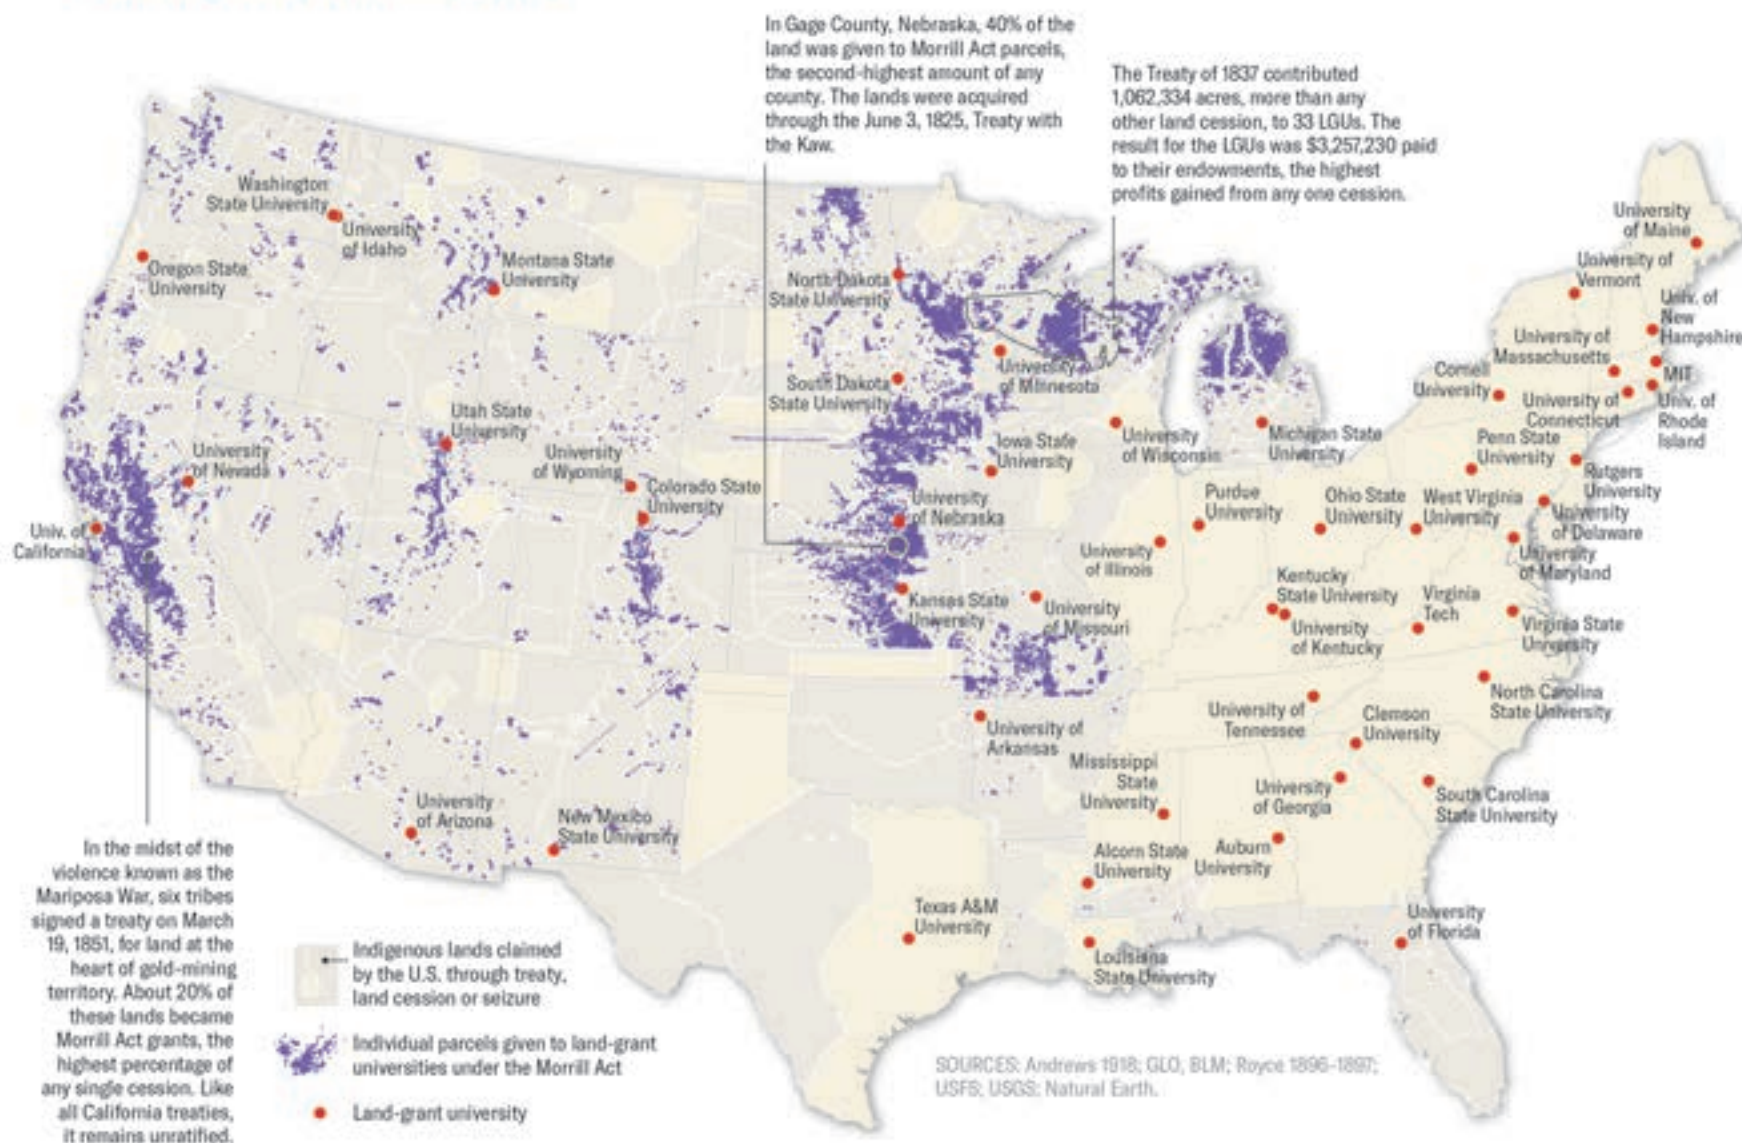 In Gage County, Nebraska, 40% of the
land was given to Morrill Act parcels,
the second-highest amount of any
county. The lands were acquired
through the June 3, 1825, Treaty with
the Kaw.
The Treaty of 1837 contributed
1,062,334 acres, more than any
other land cession, to 33 LGUs. The
result for the LGUs was $3,257,230 paid
to their endowments, the highest
profits gained from any one cession.
Washington
State University
University
of Idaho
Oregon State
University
Montana State
University
North Dakota
State University
University
of Minnesota
South Dakota
State University
University
of Maine
University of
Vermont
Univ. of
New
Hampshire
University of
Massachusetts
MIT
Cornell
University
University of
Connecticut
Univ. of
Rhode
Island
Utah State
University
University
of Nevada
University
of Wyoming
Colorado State
University
Iowa State
University
University
of Wisconsin
Michigan State
University
Penn State
University
Rutgers
University
University
of Nebraska
Purdue
University
Ohio State
University
West Virginia
University
University
of Delaware
Univ. of
California
University
of Illinois
University
of Maryland
Kansas State
University
University
of Missouri
Kentucky
State University
University
of Kentucky
Virginia
Tech
Virginia State
University
North Carolina
State University
University of
Arkansas
University of
Tennessee
Clemson
University
Mississippi
State
University
University
of Georgia
South Carolina
State University
University
of Arizona
New Mexico
State University
Alcorn State
University
Auburn
University
Texas A&M
University
Louisiana
State University
University
of Florida
In the midst of the
violence known as the
Mariposa War, six tribes
signed a treaty on March
19, 1851, for land at the
heart of gold-mining
territory. About 20% of
these lands became
Morrill Act grants, the
highest percentage of
any single cession. Like
all California treaties,
it remains unratified.
Indigenous lands claimed
by the U.S. through treaty,
land cession or seizure
Individual parcels given to land-grant
universities under the Morrill Act
Land-grant university
SOURCES: Andrews 1918; GLO, BLM; Royce 1896-1897;
USFS; USGS; Natural Earth.